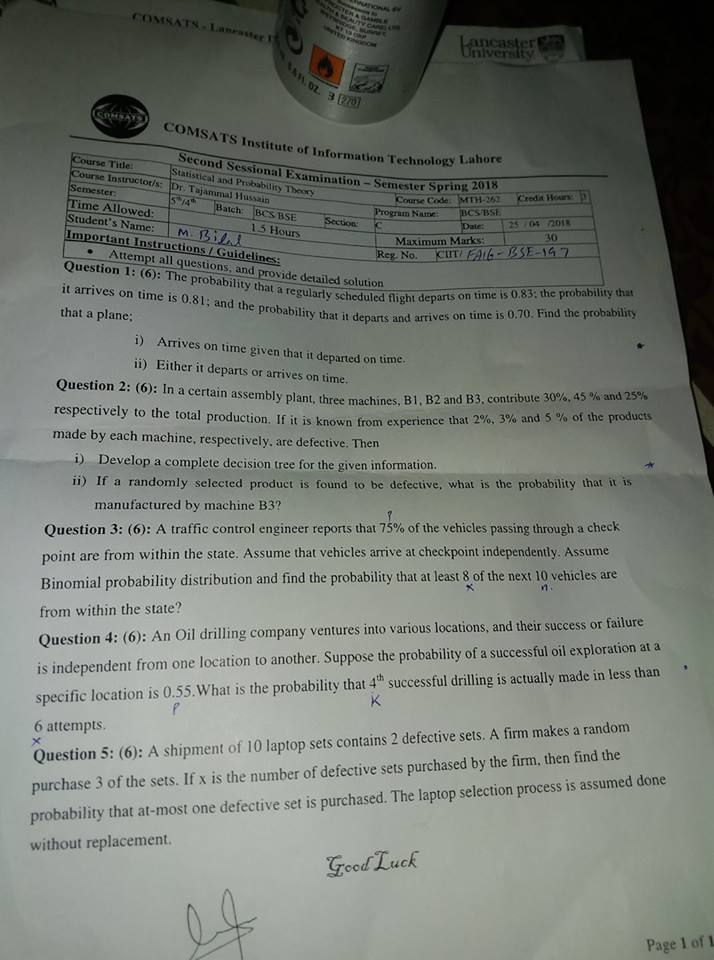 COMSATS - Lancaster
Lancaster
University
UNITED KINGDOM
FL. OZ. 3 270
COMSATS
COMSATS Institute of Information Technology Lahore
Second Sessional Examination – Semester Spring 2018
Course Title: Statistical and Probability Theory Course Code: MTH-262 Credit Hours: 3
Course Instructor/s: Dr. Tajammal Hussain Program Name: BCS/BSE
Semester: 5th/4th Batch: BCS/BSE Section: C Date: 25 / 04 /2018
Time Allowed: 1.5 Hours Maximum Marks: 30
Student's Name: M. Bilal Reg. No. CIIT/ FA16-BSE-197
Important Instructions / Guidelines:
• Attempt all questions, and provide detailed solution
Question 1: (6): The probability that a regularly scheduled flight departs on time is 0.83; the probability that
it arrives on time is 0.81; and the probability that it departs and arrives on time is 0.70. Find the probability
that a plane;
i) Arrives on time given that it departed on time.
ii) Either it departs or arrives on time.
Question 2: (6): In a certain assembly plant, three machines, B1, B2 and B3, contribute 30%, 45 % and 25%
respectively to the total production. If it is known from experience that 2%, 3% and 5 % of the products
made by each machine, respectively, are defective. Then
i) Develop a complete decision tree for the given information.
ii) If a randomly selected product is found to be defective, what is the probability that it is
manufactured by machine B3?
P
Question 3: (6): A traffic control engineer reports that 75% of the vehicles passing through a check
point are from within the state. Assume that vehicles arrive at checkpoint independently. Assume
Binomial probability distribution and find the probability that at least 8 of the next 10 vehicles are
x n.
from within the state?
Question 4: (6): An Oil drilling company ventures into various locations, and their success or failure
is independent from one location to another. Suppose the probability of a successful oil exploration at a
specific location is 0.55.What is the probability that 4th successful drilling is actually made in less than
P K
6 attempts.
x
Question 5: (6): A shipment of 10 laptop sets contains 2 defective sets. A firm makes a random
purchase 3 of the sets. If x is the number of defective sets purchased by the firm, then find the
probability that at-most one defective set is purchased. The laptop selection process is assumed done
without replacement.
Good Luck
Page 1 of 1